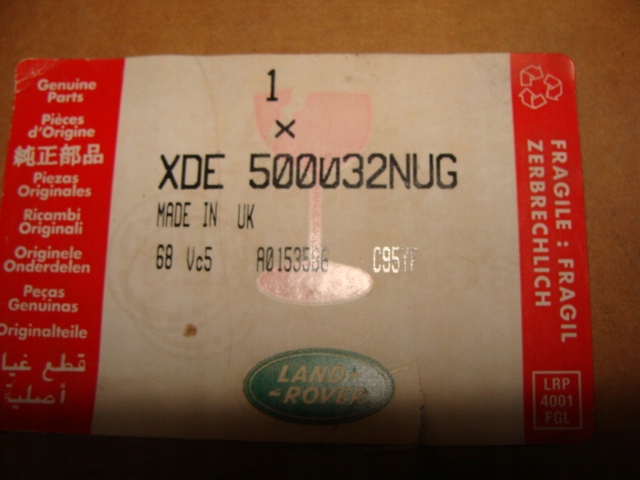 Genuine
Parts
Pièces
d'Origine
純正部品
Piezas
Originales
Ricambi
Originali
Originele
Onderdelen
Peças
Genuinas
Originalteile
قطع غيا
أصلية
1
x
XDE 500032NUG
MADE IN UK
68 Vc5
LAND-
-ROVER
FRAGILE : FRAGIL
ZERBRECHLICH
LRP
4001
FGL